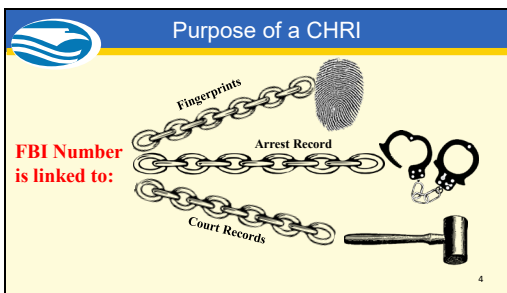 Purpose of a CHRI
Fingerprints
FBI Number
is linked to:
Arrest Record
Court Records
4